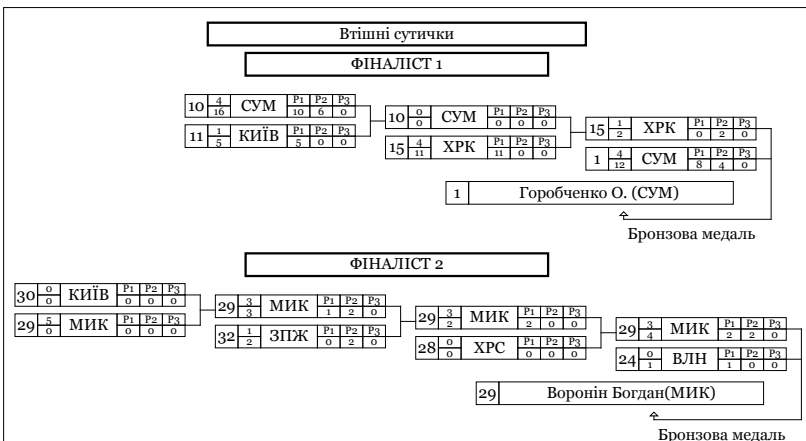 Втішні сутички
ФІНАЛІСТ 1
10 4 16 СУМ P1 P2 P3 10 6 0
11 1 5 КИЇВ P1 P2 P3 5 0 0
10 0 0 СУМ P1 P2 P3 0 0 0
15 4 11 ХРК P1 P2 P3 11 0 0
15 1 2 ХРК P1 P2 P3 0 2 0
1 4 12 СУМ P1 P2 P3 8 4 0
1 Горобченко О. (СУМ)
Бронзова медаль
ФІНАЛІСТ 2
30 0 0 КИЇВ P1 P2 P3 0 0 0
29 5 0 МИК P1 P2 P3 0 0 0
29 3 3 МИК P1 P2 P3 1 2 0
32 1 2 ЗПЖ P1 P2 P3 0 2 0
29 3 2 МИК P1 P2 P3 2 0 0
28 0 0 ХРС P1 P2 P3 0 0 0
29 3 4 МИК P1 P2 P3 2 2 0
24 0 1 ВЛН P1 P2 P3 1 0 0
29 Воронін Богдан(МИК)
Бронзова медаль